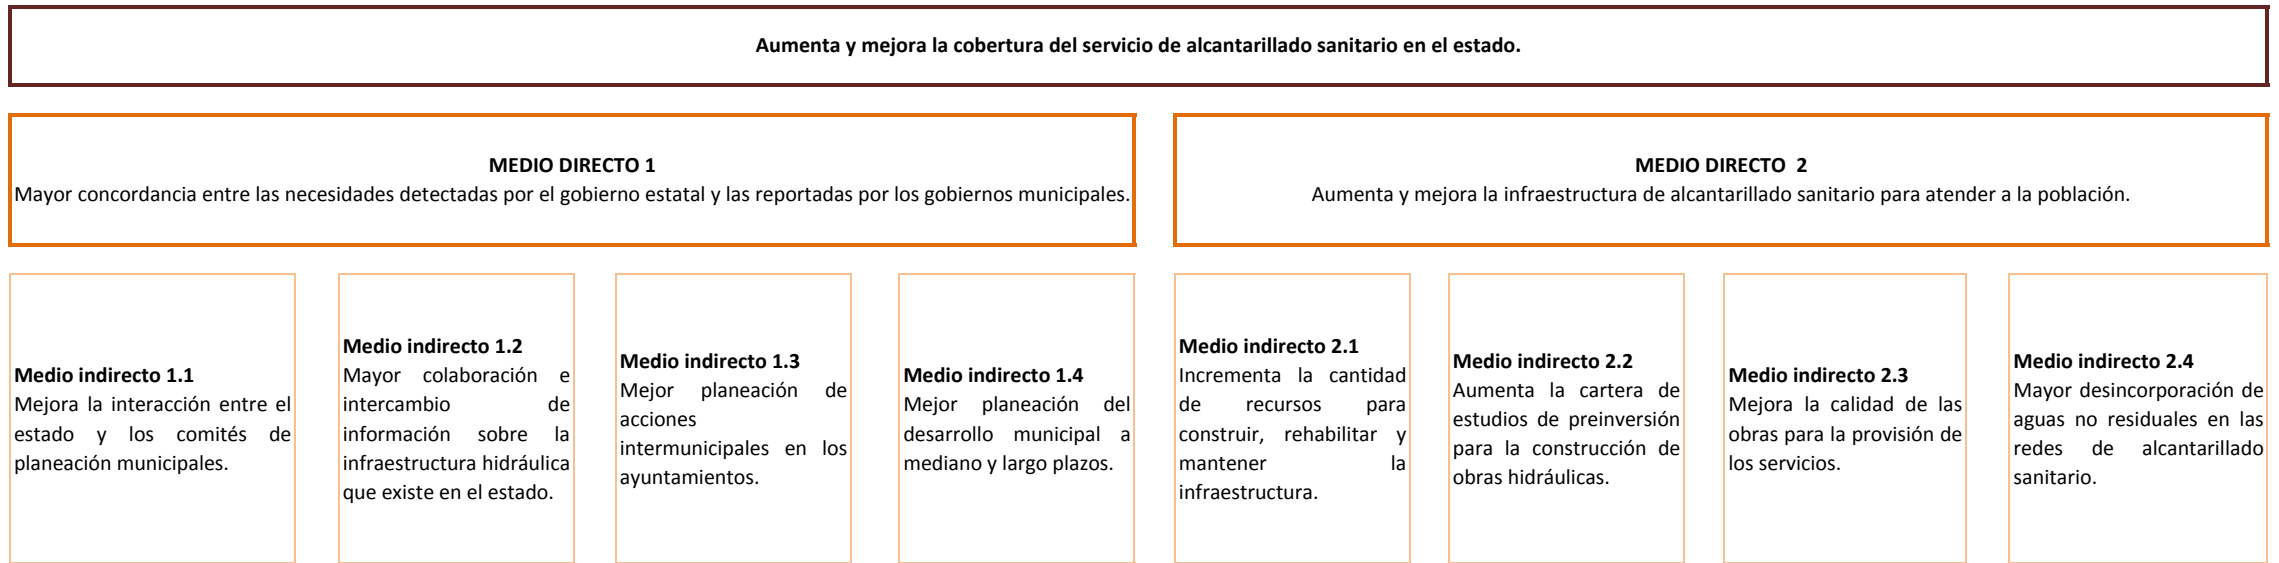 Aumenta y mejora la cobertura del servicio de alcantarillado sanitario en el estado.
MEDIO DIRECTO 1
Mayor concordancia entre las necesidades detectadas por el gobierno estatal y las reportadas por los gobiernos municipales.
MEDIO DIRECTO 2
Aumenta y mejora la infraestructura de alcantarillado sanitario para atender a la población.
Medio indirecto 1.1
Mejora la interacción entre el
estado y los comités de
planeación municipales.
Medio indirecto 1.2
Mayor colaboración e
intercambio de
información sobre la
infraestructura hidráulica
que existe en el estado.
Medio indirecto 1.3
Mejor planeación de
acciones
intermunicipales en los
ayuntamientos.
Medio indirecto 1.4
Mejor planeación del
desarrollo municipal a
mediano y largo plazos.
Medio indirecto 2.1
Incrementa la cantidad
de recursos para
construir, rehabilitar y
mantener la
infraestructura.
Medio indirecto 2.2
Aumenta la cartera de
estudios de preinversión
para la construcción de
obras hidráulicas.
Medio indirecto 2.3
Mejora la calidad de las
obras para la provisión de
los servicios.
Medio indirecto 2.4
Mayor desincorporación de
aguas no residuales en las
redes de alcantarillado
sanitario.